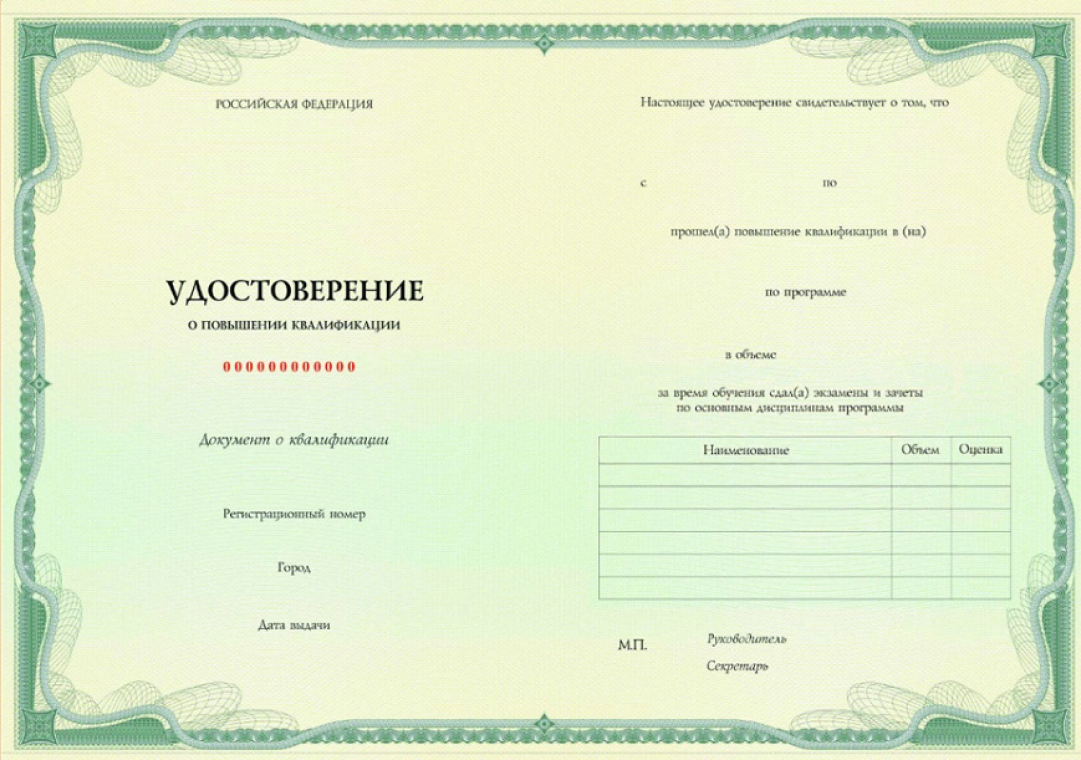 РОССИЙСКАЯ ФЕДЕРАЦИЯ
УДОСТОВЕРЕНИЕ
О ПОВЫШЕНИИ КВАЛИФИКАЦИИ
000000000000
Документ о квалификации
Регистрационный номер
Город
Дата выдачи
Настоящее удостоверение свидетельствует о том, что
с по
прошел(а) повышение квалификации в (на)
по программе
в объеме
за время обучения сдал(а) экзамены и зачеты
по основным дисциплинам программы
Наименование Объем Оценка
М.П. Руководитель
Секретарь